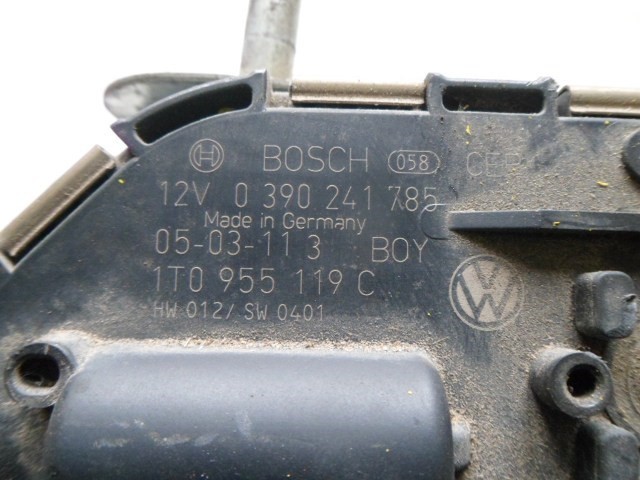 BOSCH 058
12V 0 390 241 785
Made in Germany
05-03-11 3 BOY
1T0 955 119 C
HW 012/ SW 0401